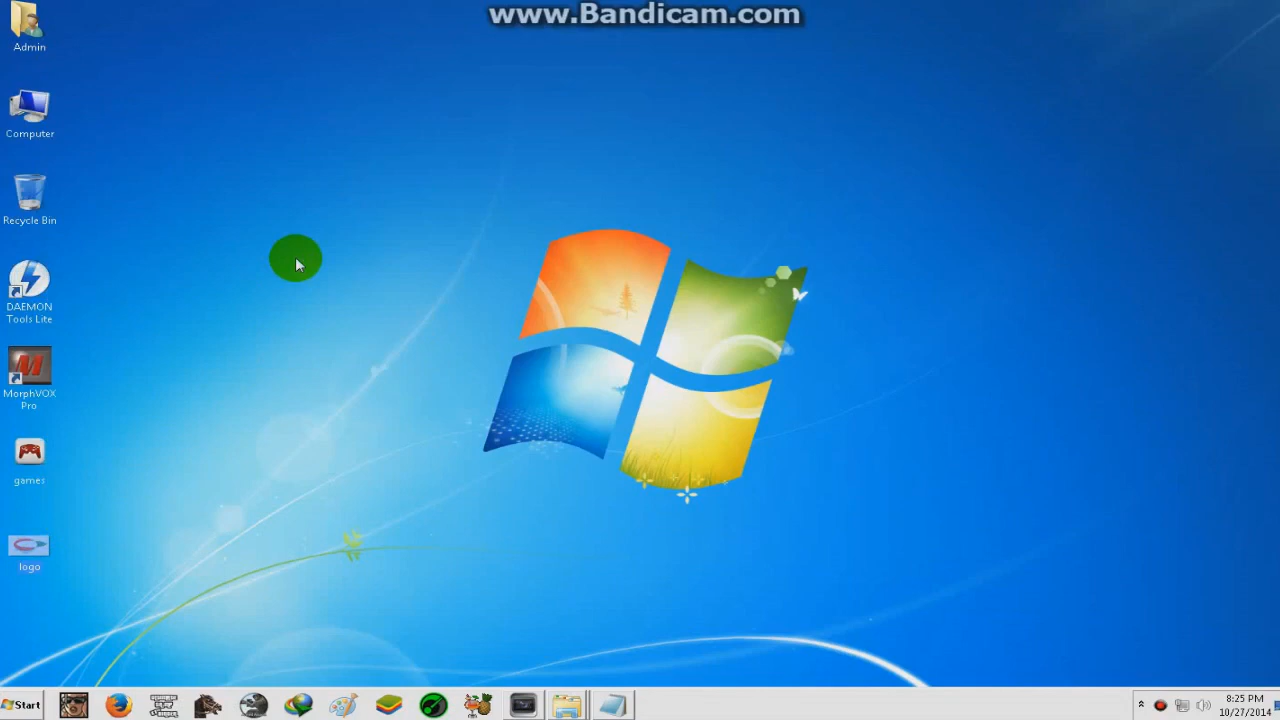 www.Bandicam.com
Admin
Computer
Recycle Bin
DAEMON
Tools Lite
M
MorphVOX
Pro
games
logo
Start
8:25 PM
10/27/2014